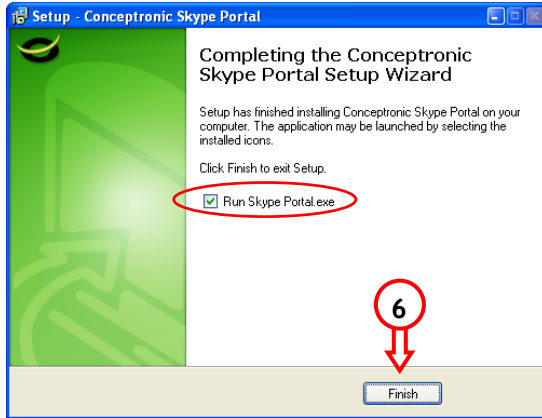 Setup - Conceptronic Skype Portal
Completing the Conceptronic
Skype Portal Setup Wizard
Setup has finished installing Conceptronic Skype Portal on your
computer. The application may be launched by selecting the
installed icons.
Click Finish to exit Setup.
Run Skype Portal.exe
6
Finish